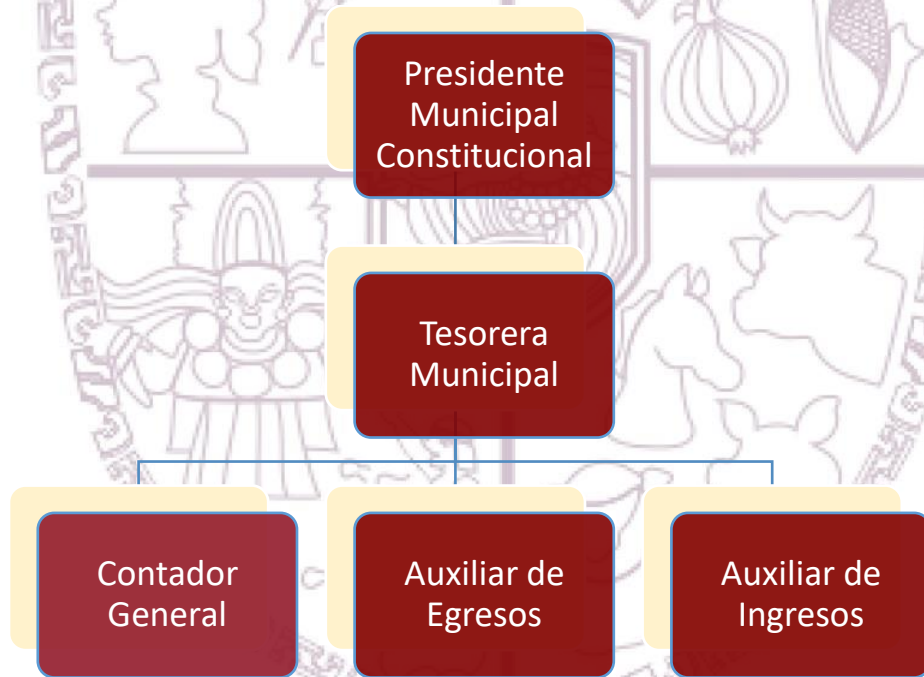 Presidente
Municipal
Constitucional
Tesorera
Municipal
Contador
General
Auxiliar de
Egresos
Auxiliar de
Ingresos